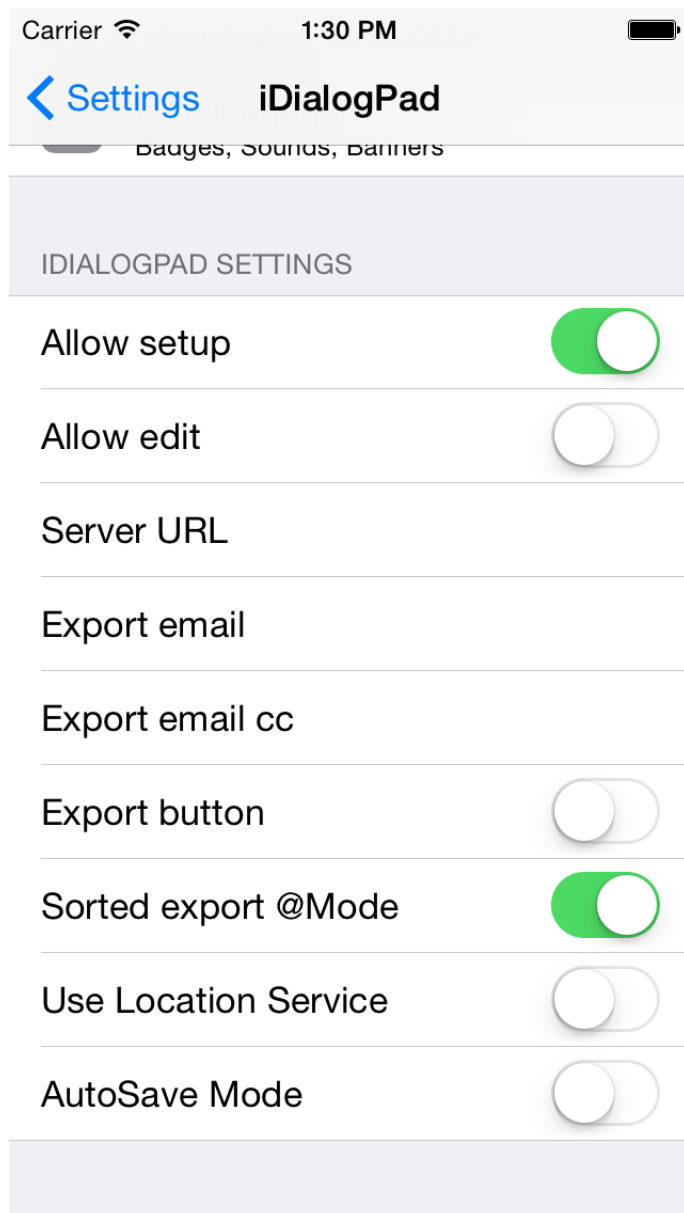 Carrier 1:30 PM
Settings iDialogPad
Notifications
Badges, Sounds, Banners
IDIALOGPAD SETTINGS
Allow setup
Allow edit
Server URL
Export email
Export email cc
Export button
Sorted export @Mode
Use Location Service
AutoSave Mode